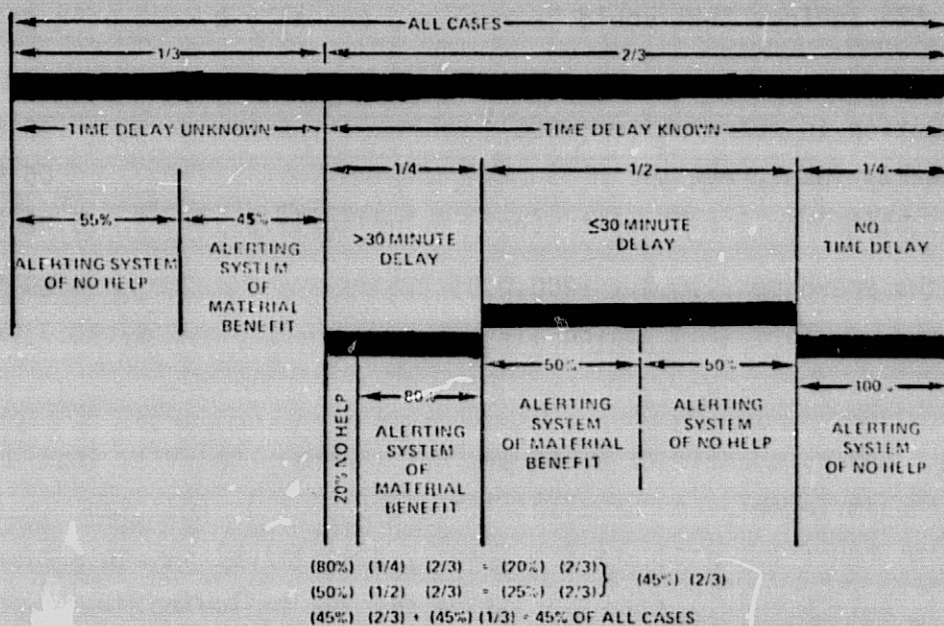 ALL CASES
1/3 2/3
TIME DELAY UNKNOWN TIME DELAY KNOWN
1/4 1/2 1/4
55% 45%
ALERTING SYSTEM
OF NO HELP
ALERTING
SYSTEM
OF
MATERIAL
BENEFIT
>30 MINUTE
DELAY
≤30 MINUTE
DELAY
NO
TIME DELAY
20% NO HELP
80%
ALERTING
SYSTEM
OF
MATERIAL
BENEFIT
50%
ALERTING
SYSTEM
OF MATERIAL
BENEFIT
50%
ALERTING
SYSTEM
OF NO HELP
100%
ALERTING
SYSTEM
OF NO HELP
(80%) (1/4) (2/3) = (20%) (2/3)
(50%) (1/2) (2/3) = (25%) (2/3)
} (45%) (2/3)
(45%) (2/3) + (45%) (1/3) = 45% OF ALL CASES